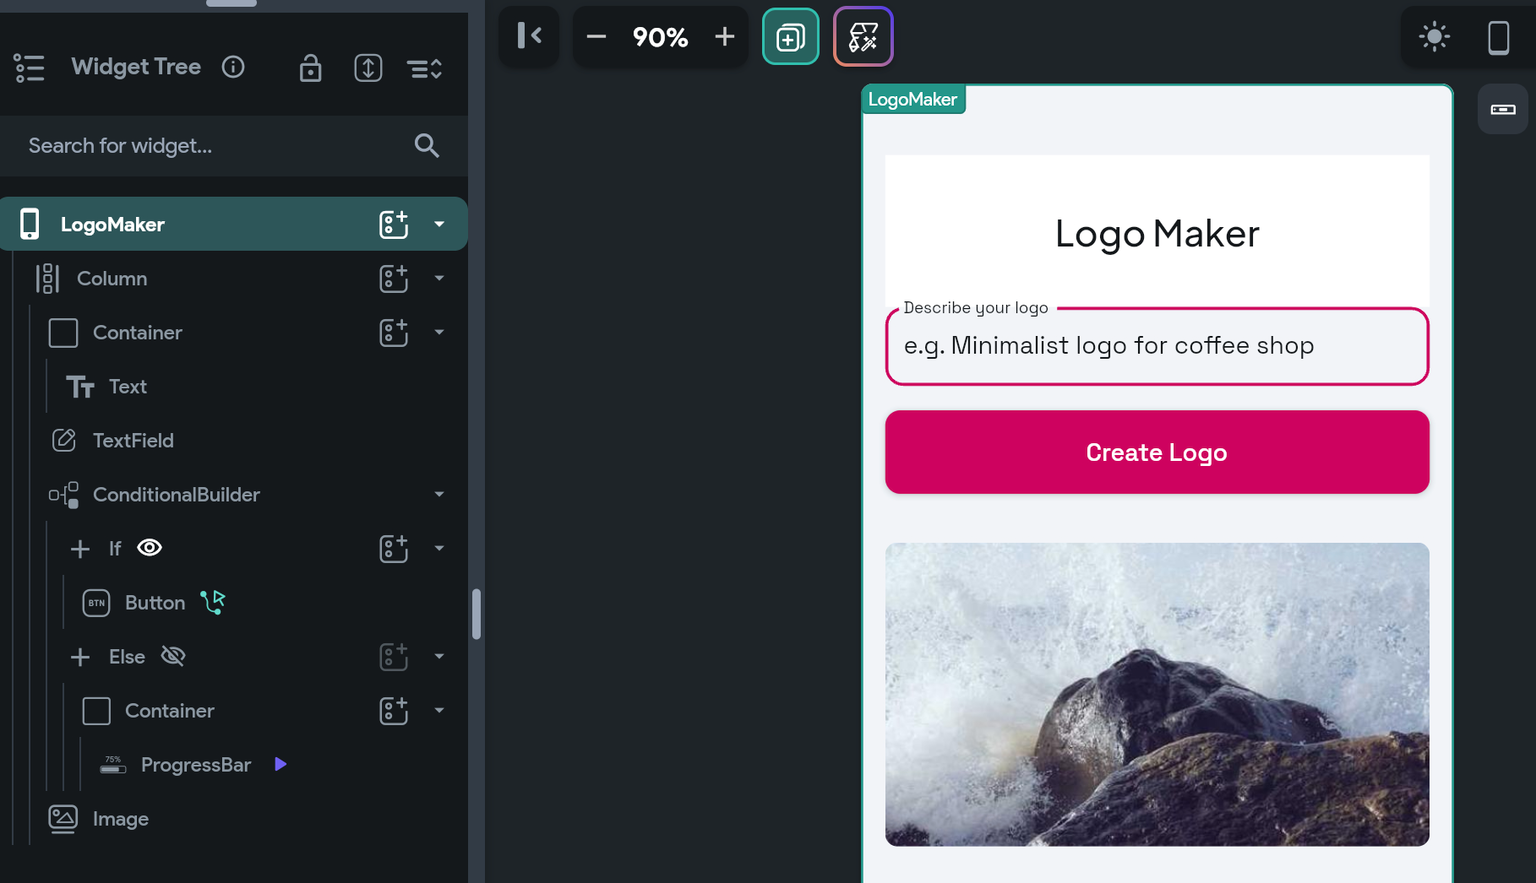 Widget Tree
Search for widget...
LogoMaker
Column
Container
Text
TextField
ConditionalBuilder
If
BTN Button
Else
Container
75% ProgressBar
Image
90%
LogoMaker
Logo Maker
Describe your logo
e.g. Minimalist logo for coffee shop
Create Logo